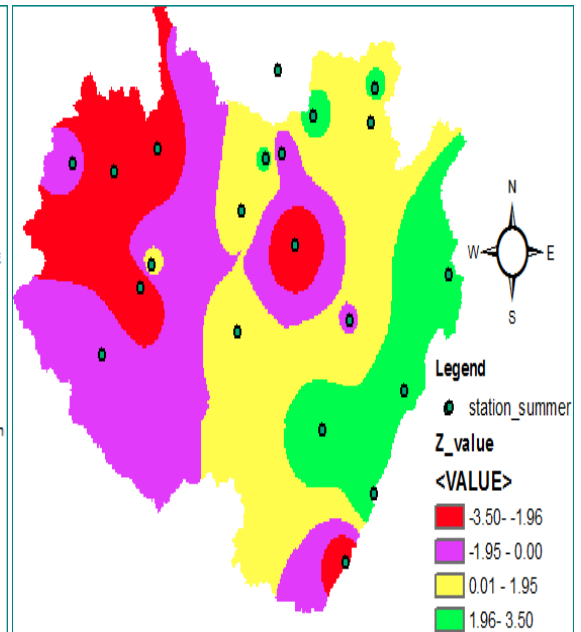 N
W E
S
Legend
station_summer
Z_value
<VALUE>
-3.50- -1.96
-1.95 - 0.00
0.01 - 1.95
1.96- 3.50